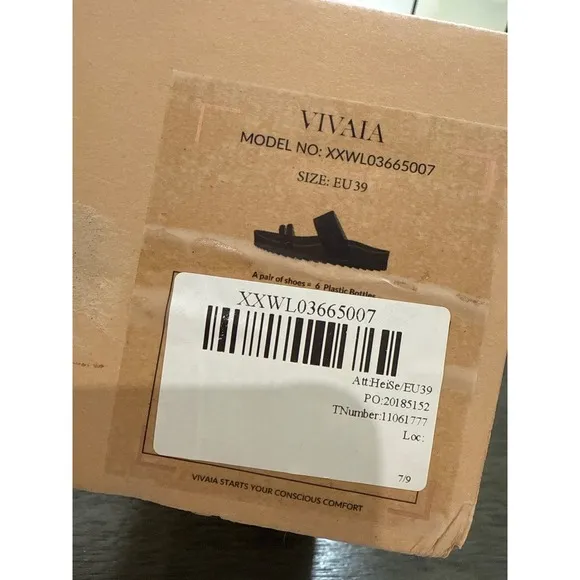 VIVAIA
MODEL NO: XXWL03665007
SIZE: EU39
A pair of shoes = 6 Plastic Bottles
XXWL03665007
Att:HeiSe/EU39
PO:20185152
TNumber:11061777
Loc:
7/9
VIVAIA STARTS YOUR CONSCIOUS COMFORT